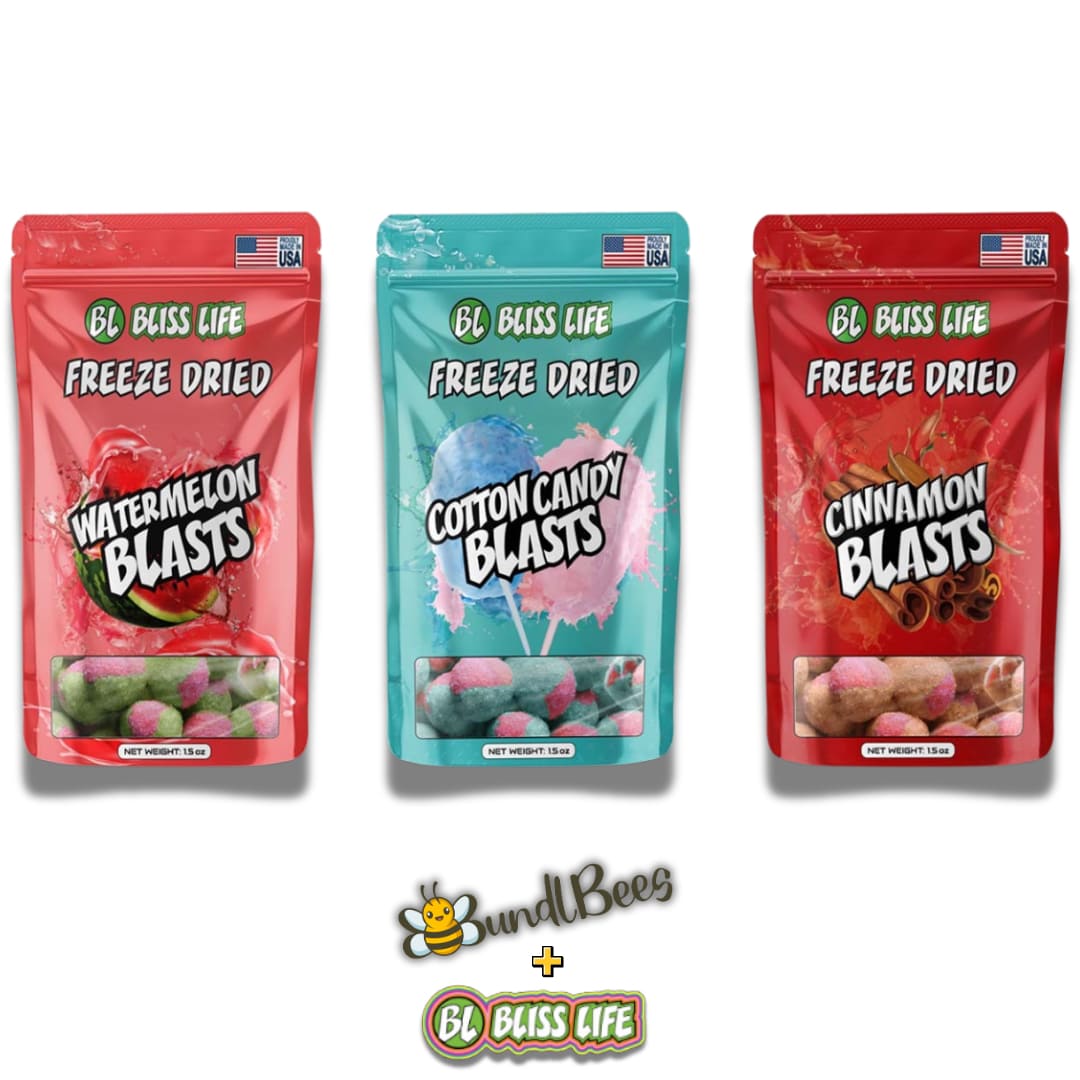 PROUDLY
MADE IN
USA
BL BLISS LIFE
FREEZE DRIED
WATERMELON
BLASTS
NET WEIGHT: 1.5 oz
PROUDLY
MADE IN
USA
BL BLISS LIFE
FREEZE DRIED
COTTON CANDY
BLASTS
NET WEIGHT: 1.5 oz
PROUDLY
MADE IN
USA
BL BLISS LIFE
FREEZE DRIED
CINNAMON
BLASTS
NET WEIGHT: 1.5 oz
BundlBees
+
BL BLISS LIFE